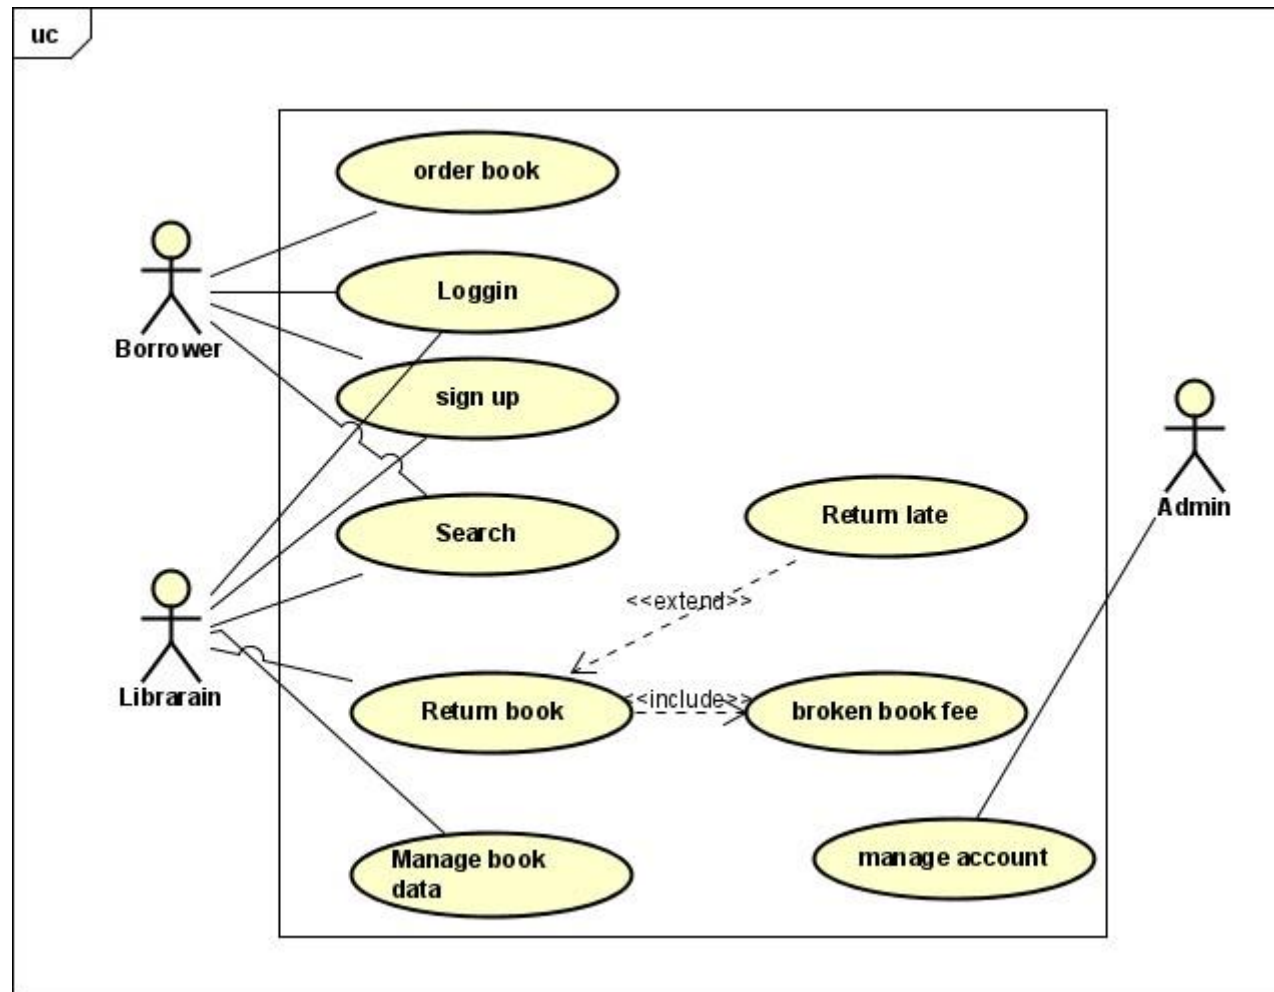 uc
order book
Loggin
Borrower
sign up
Search
Return late
Admin
<<extend>>
Librarain
Return book
<<include>>
broken book fee
Manage book
data
manage account